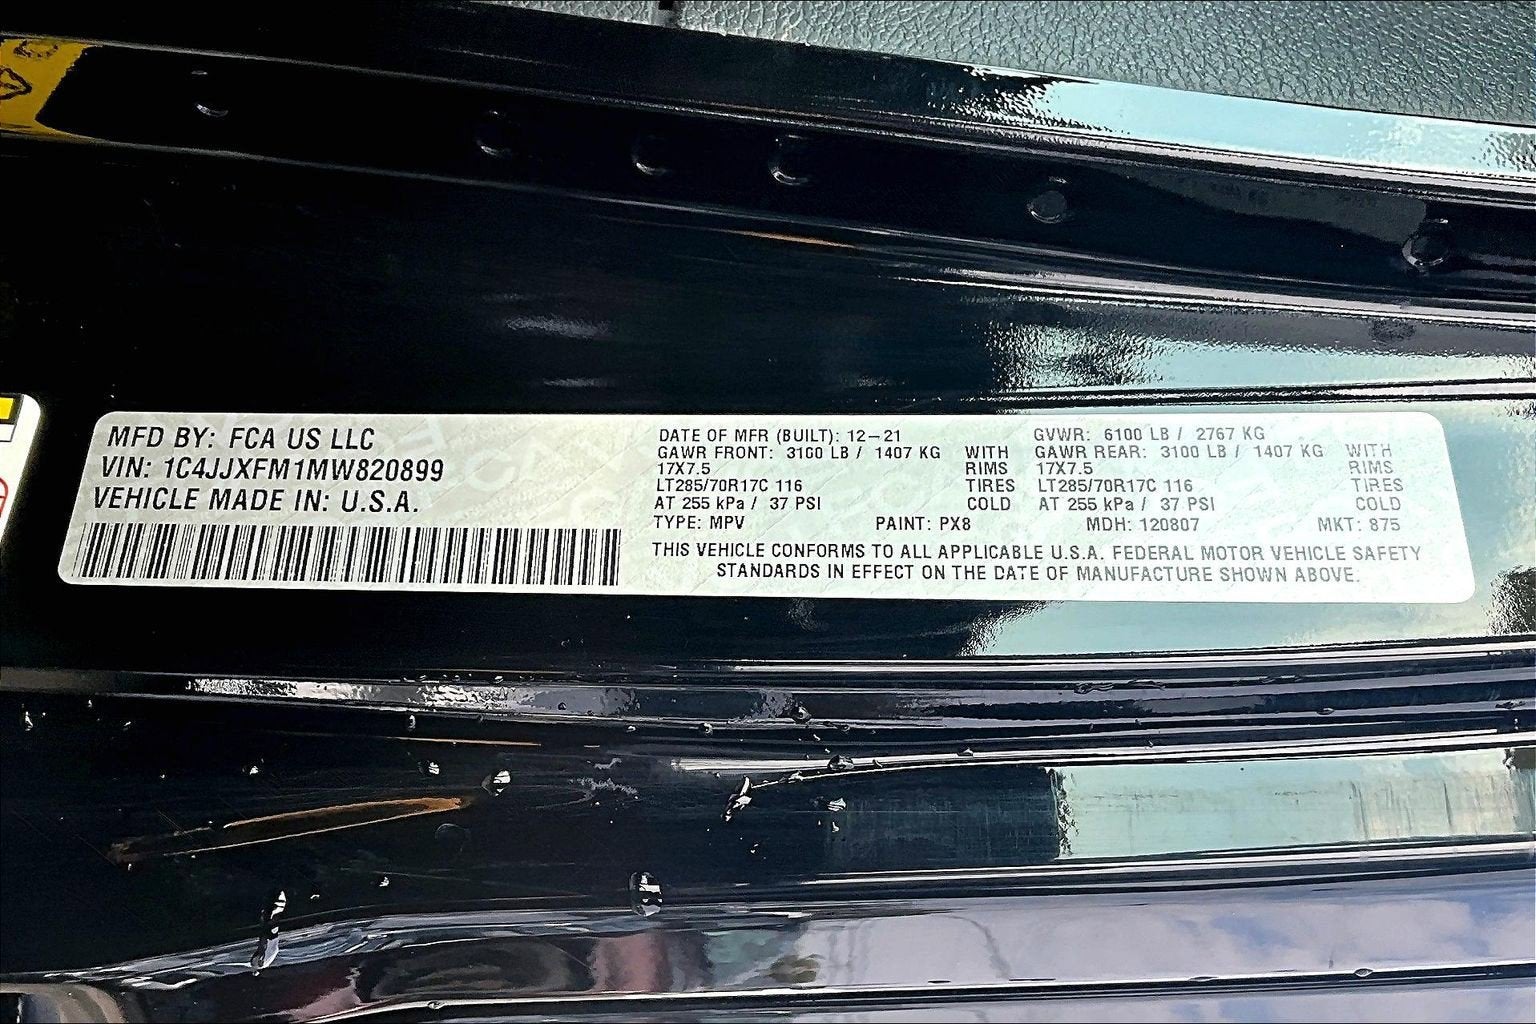 MFD BY: FCA US LLC
VIN: 1C4JJXFM1MW820899
VEHICLE MADE IN: U.S.A.
DATE OF MFR (BUILT): 12-21 GVWR: 6100 LB / 2767 KG
GAWR FRONT: 3100 LB / 1407 KG WITH GAWR REAR: 3100 LB / 1407 KG WITH
17X7.5 RIMS 17X7.5 RIMS
LT285/70R17C 116 TIRES LT285/70R17C 116 TIRES
AT 255 kPa / 37 PSI COLD AT 255 kPa / 37 PSI COLD
TYPE: MPV PAINT: PX8 MDH: 120807 MKT: 875
THIS VEHICLE CONFORMS TO ALL APPLICABLE U.S.A. FEDERAL MOTOR VEHICLE SAFETY
STANDARDS IN EFFECT ON THE DATE OF MANUFACTURE SHOWN ABOVE.